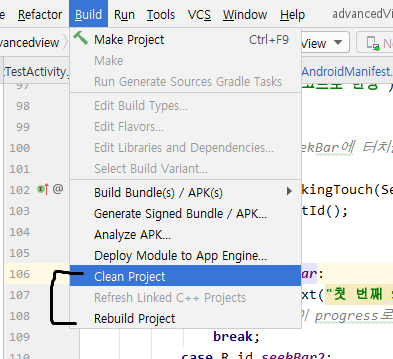 Build Run Tools VCS Window Help advancedVi
Make Project Ctrl+F9
Make
Run Generate Sources Gradle Tasks
Edit Build Types...
Edit Flavors...
Edit Libraries and Dependencies...
Select Build Variant...
Build Bundle(s) / APK(s)
Generate Signed Bundle / APK...
Analyze APK...
Deploy Module to App Engine...
Clean Project
Refresh Linked C++ Projects
Rebuild Project
vancedview
View
tTestActivity_
AndroidManifest.
97
98
99
100
101
102 @
103
104
105
106
107
108
109
110
eekBar에 터치를
kingTouch(Se
tId();
ar:
xt("첫 번째 S
progress로
break;
case R.id.seekBar2: